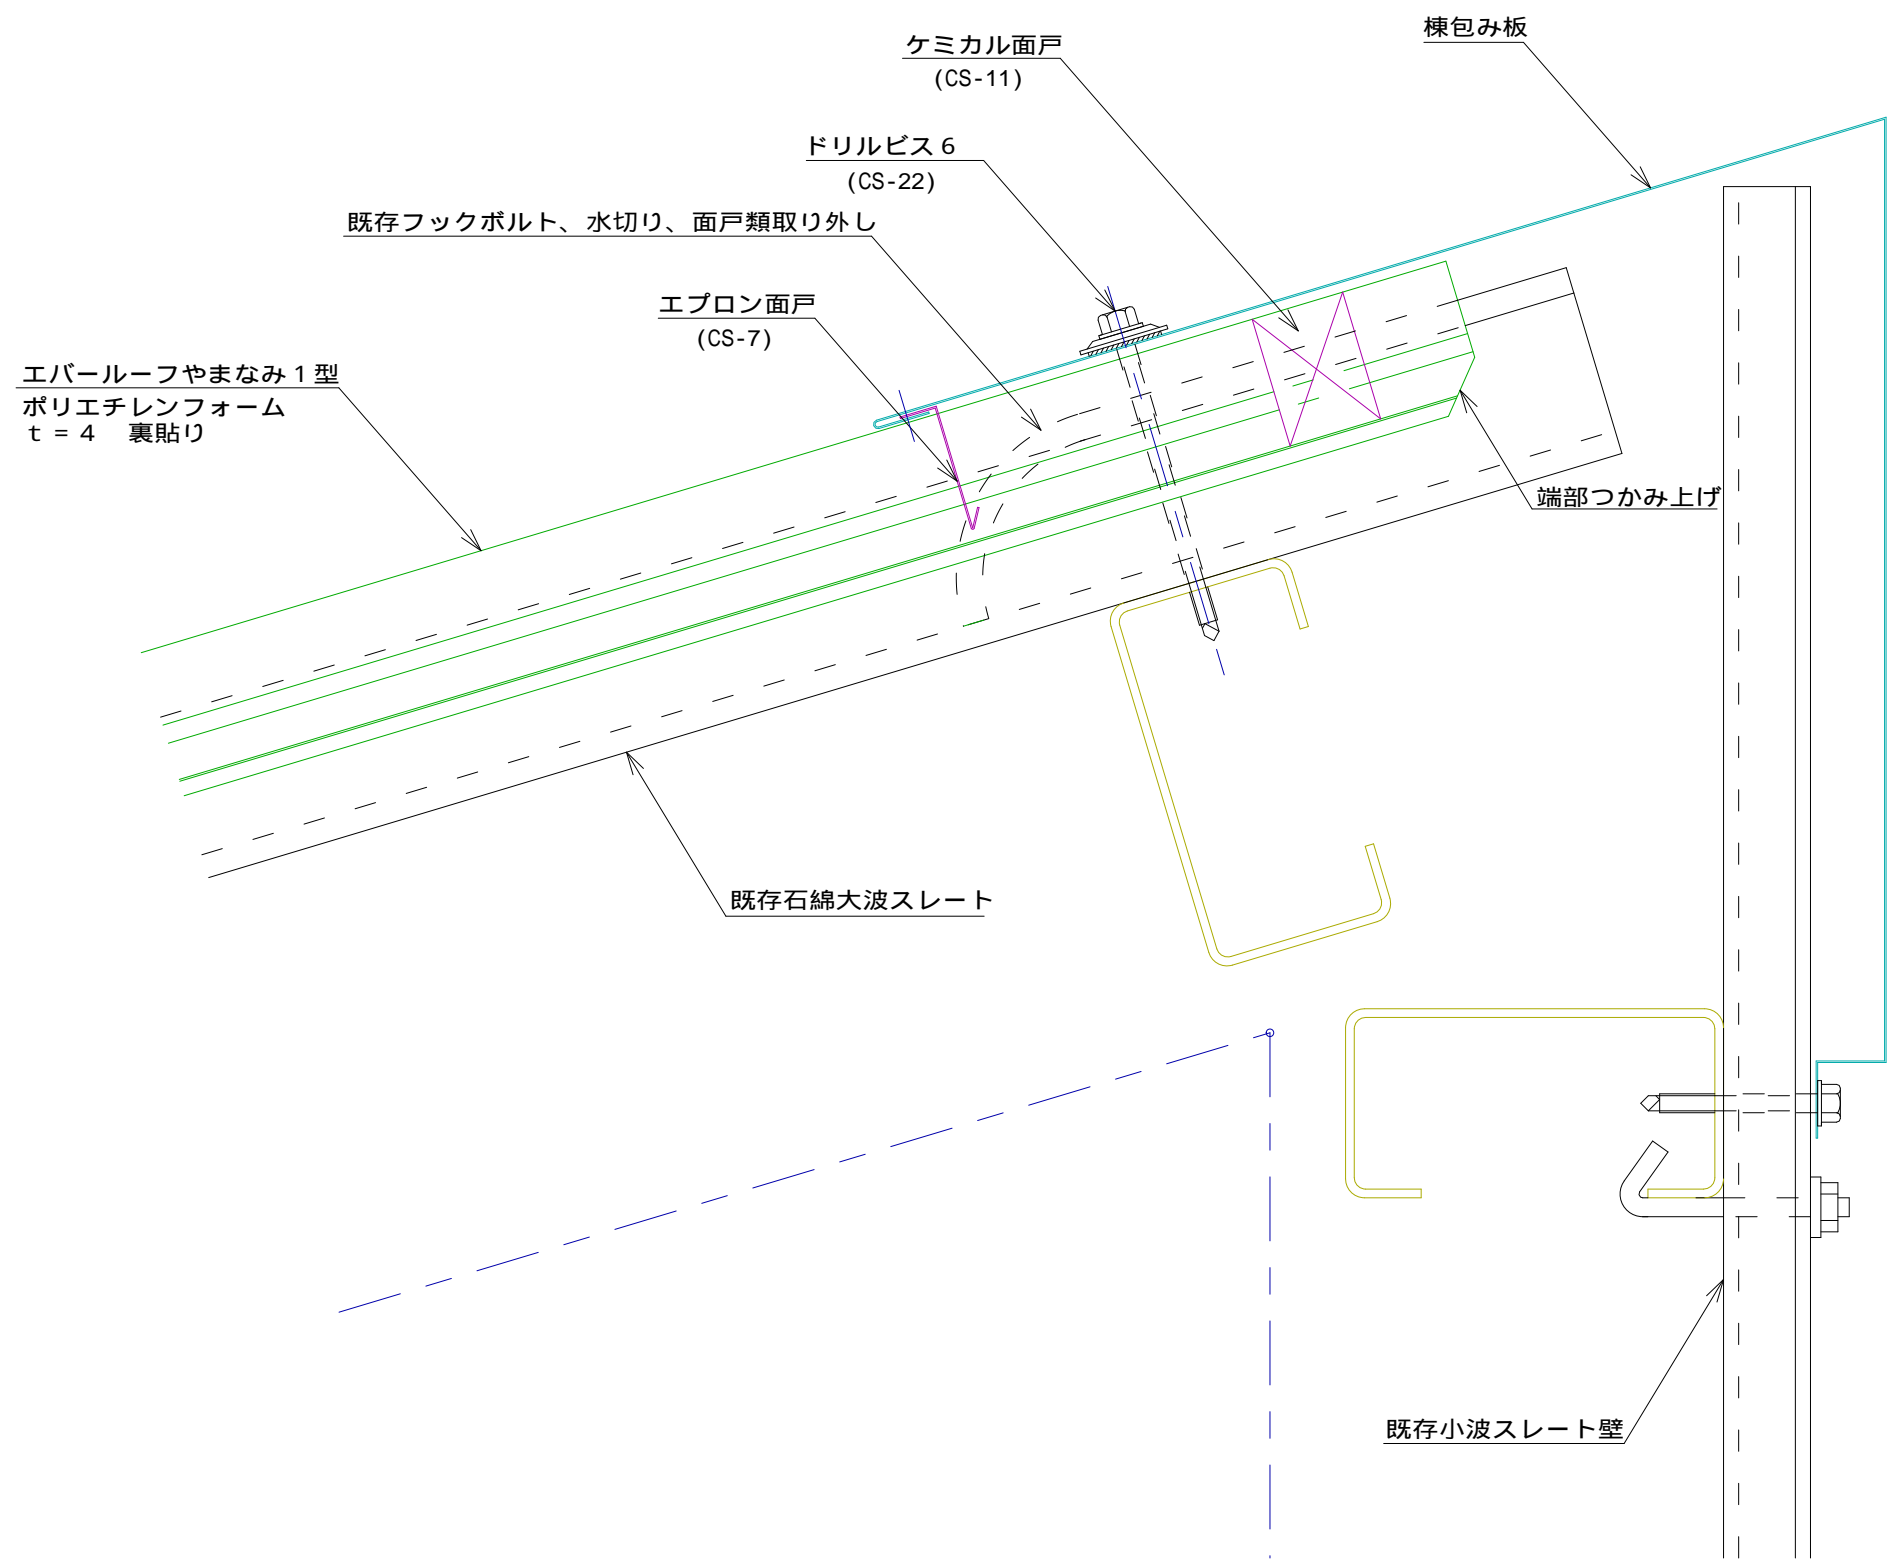 棟包み板
ケミカル面戸
(CS-11)
ドリルビス6
(CS-22)
既存フックボルト、水切り、面戸類取り外し
エプロン面戸
(CS-7)
エバールーフやまなみ1型
ポリエチレンフォーム
t=4 裏貼り
端部つかみ上げ
既存石綿大波スレート
既存小波スレート壁